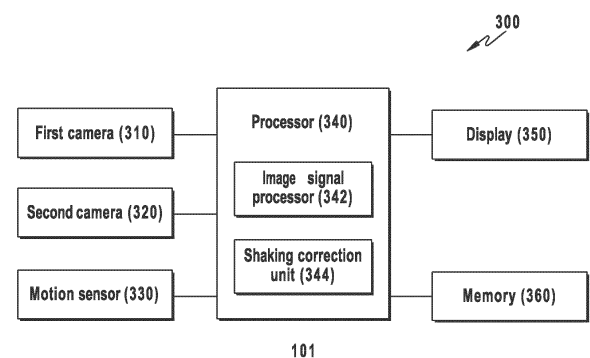 300
First camera (310)
Second camera (320)
Motion sensor (330)
Processor (340)
Image signal
processor (342)
Shaking correction
unit (344)
Display (350)
Memory (360)
101